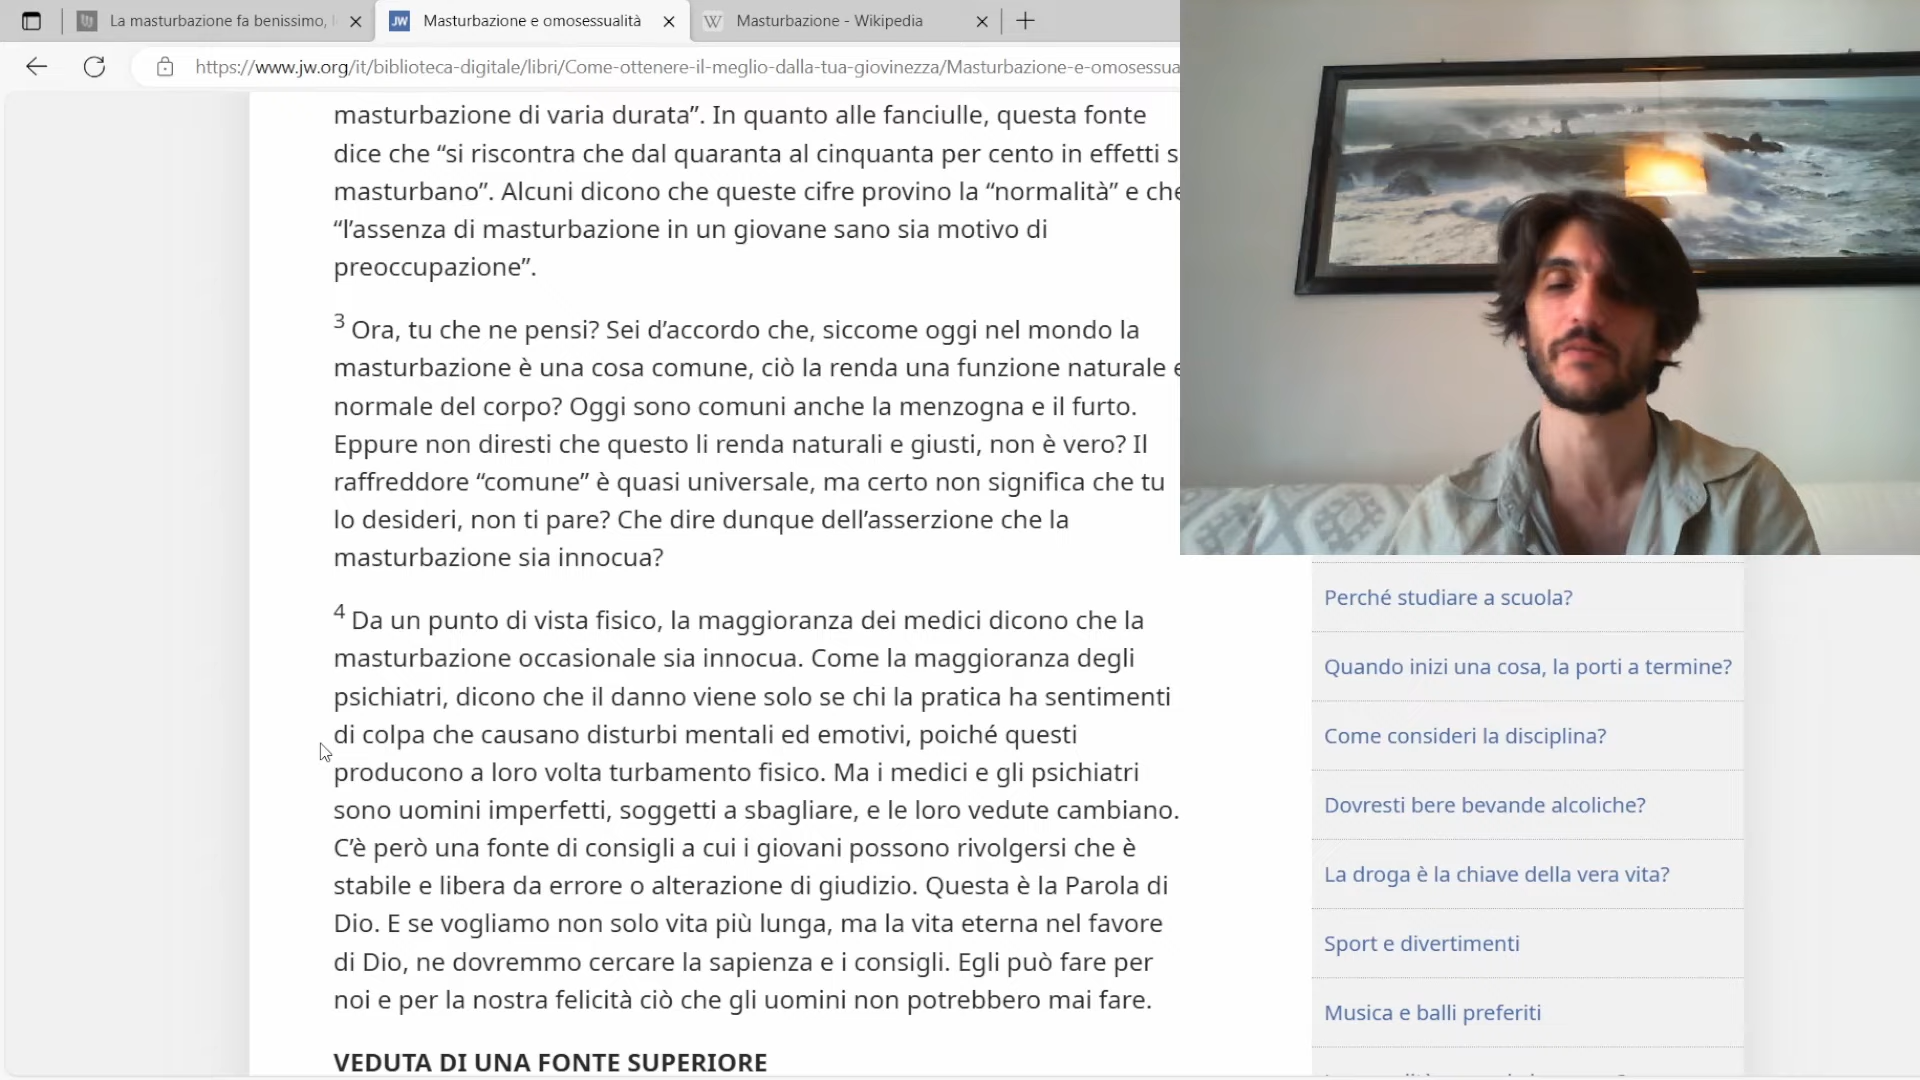 La masturbazione fa benissimo,
Masturbazione e omosessualità
Masturbazione - Wikipedia
https://www.jw.org/it/biblioteca-digitale/libri/Come-ottenere-il-meglio-dalla-tua-giovinezza/Masturbazione-e-omosessua
masturbazione di varia durata”. In quanto alle fanciulle, questa fonte
dice che “si riscontra che dal quaranta al cinquanta per cento in effetti s
masturbano”. Alcuni dicono che queste cifre provino la “normalità” e che
“l’assenza di masturbazione in un giovane sano sia motivo di
preoccupazione”.
3 Ora, tu che ne pensi? Sei d’accordo che, siccome oggi nel mondo la
masturbazione è una cosa comune, ciò la renda una funzione naturale e
normale del corpo? Oggi sono comuni anche la menzogna e il furto.
Eppure non diresti che questo li renda naturali e giusti, non è vero? Il
raffreddore “comune” è quasi universale, ma certo non significa che tu
lo desideri, non ti pare? Che dire dunque dell’asserzione che la
masturbazione sia innocua?
4 Da un punto di vista fisico, la maggioranza dei medici dicono che la
masturbazione occasionale sia innocua. Come la maggioranza degli
psichiatri, dicono che il danno viene solo se chi la pratica ha sentimenti
di colpa che causano disturbi mentali ed emotivi, poiché questi
producono a loro volta turbamento fisico. Ma i medici e gli psichiatri
sono uomini imperfetti, soggetti a sbagliare, e le loro vedute cambiano.
C’è però una fonte di consigli a cui i giovani possono rivolgersi che è
stabile e libera da errore o alterazione di giudizio. Questa è la Parola di
Dio. E se vogliamo non solo vita più lunga, ma la vita eterna nel favore
di Dio, ne dovremmo cercare la sapienza e i consigli. Egli può fare per
noi e per la nostra felicità ciò che gli uomini non potrebbero mai fare.
VEDUTA DI UNA FONTE SUPERIORE
Perché studiare a scuola?
Quando inizi una cosa, la porti a termine?
Come consideri la disciplina?
Dovresti bere bevande alcoliche?
La droga è la chiave della vera vita?
Sport e divertimenti
Musica e balli preferiti